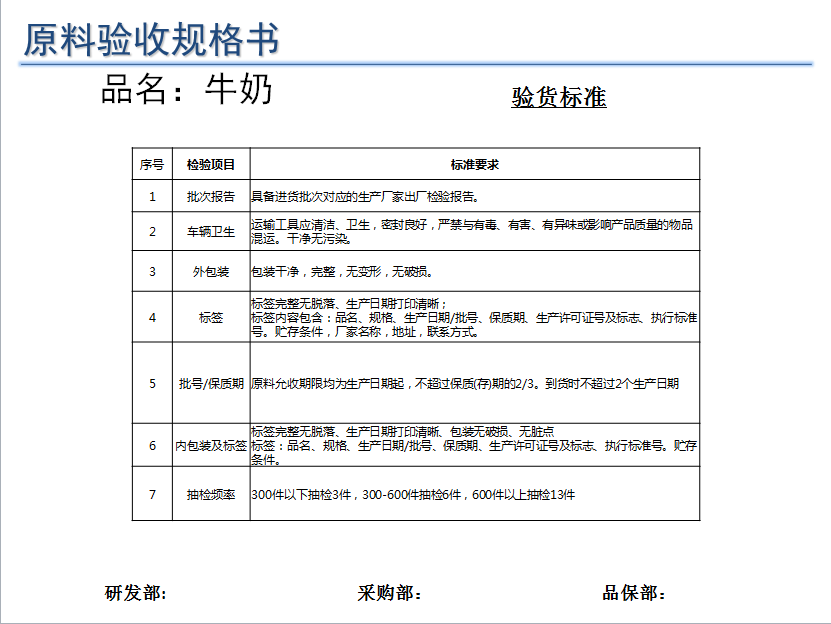 原料验收规格书
品名：牛奶
验货标准
序号 检验项目 标准要求
1 批次报告 具备进货批次对应的生产厂家出厂检验报告。
2 车辆卫生 运输工具应清洁、卫生，密封良好，严禁与有毒、有害、有异味或影响产品质量的物品
混运。干净无污染。
3 外包装 包装干净，完整，无变形，无破损。
4 标签 标签完整无脱落、生产日期打印清晰；
标签内容包含：品名、规格、生产日期/批号、保质期、生产许可证号及标志、执行标准
号。贮存条件，厂家名称，地址，联系方式。
5 批号/保质期 原料允收期限均为生产日期起，不超过保质(存)期的2/3。到货时不超过2个生产日期
6 内包装及标签 标签完整无脱落、生产日期打印清晰、包装无破损、无脏点
标签：品名、规格、生产日期/批号、保质期、生产许可证号及标志、执行标准号。贮存
条件。
7 抽检频率 300件以下抽检3件，300-600件抽检6件，600件以上抽检13件
研发部: 采购部： 品保部：